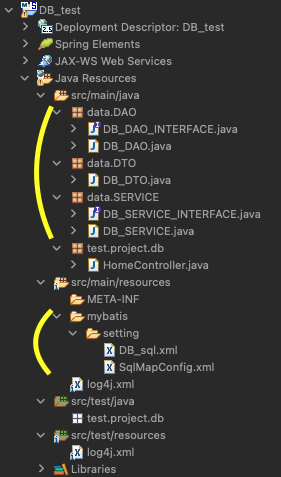 DB_test
Deployment Descriptor: DB_test
Spring Elements
JAX-WS Web Services
Java Resources
src/main/java
data.DAO
DB_DAO_INTERFACE.java
DB_DAO.java
data.DTO
DB_DTO.java
data.SERVICE
DB_SERVICE_INTERFACE.java
DB_SERVICE.java
test.project.db
HomeController.java
src/main/resources
META-INF
mybatis
setting
DB_sql.xml
SqlMapConfig.xml
log4j.xml
src/test/java
test.project.db
src/test/resources
log4j.xml
Libraries